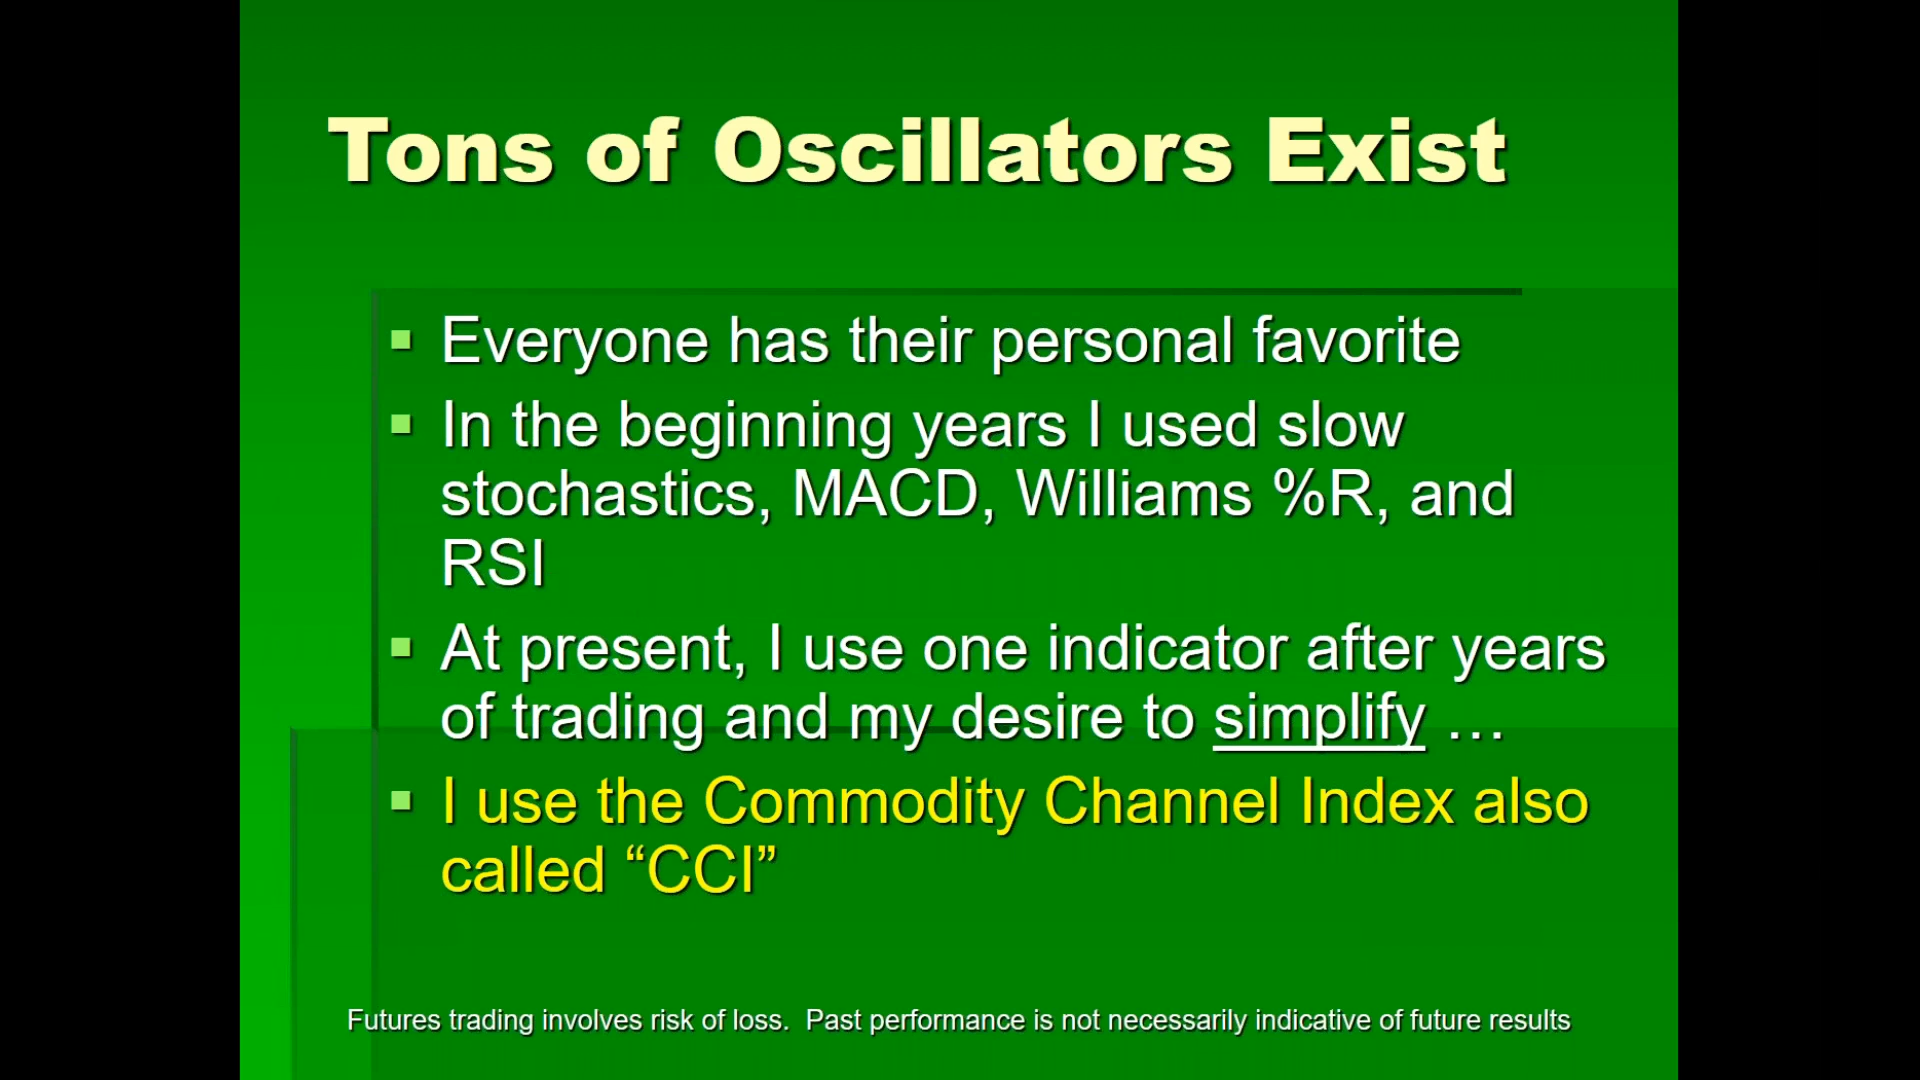 Tons of Oscillators Exist
Everyone has their personal favorite
In the beginning years I used slow
stochastics, MACD, Williams %R, and
RSI
At present, I use one indicator after years
of trading and my desire to simplify …
I use the Commodity Channel Index also
called “CCI”
Futures trading involves risk of loss.  Past performance is not necessarily indicative of future results